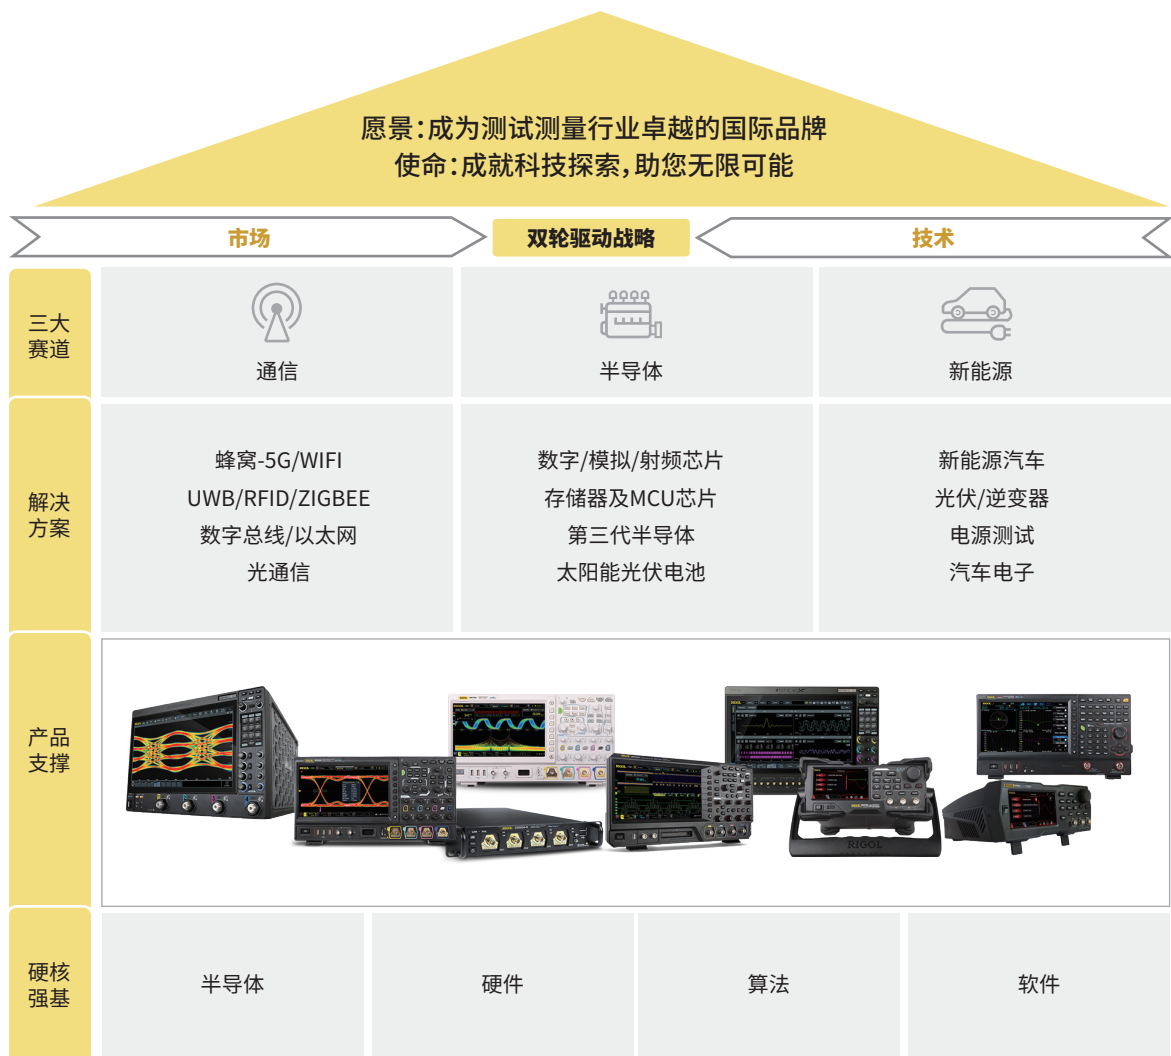 愿景：成为测试测量行业卓越的国际品牌
使命：成就科技探索，助您无限可能
市场
双轮驱动战略
技术
三大
赛道
通信
半导体
新能源
解决
方案
蜂窝-5G/WIFI
UWB/RFID/ZIGBEE
数字总线/以太网
光通信
数字/模拟/射频芯片
存储器及MCU芯片
第三代半导体
太阳能光伏电池
新能源汽车
光伏/逆变器
电源测试
汽车电子
产品
支撑
RIGOL
硬核
强基
半导体
硬件
算法
软件